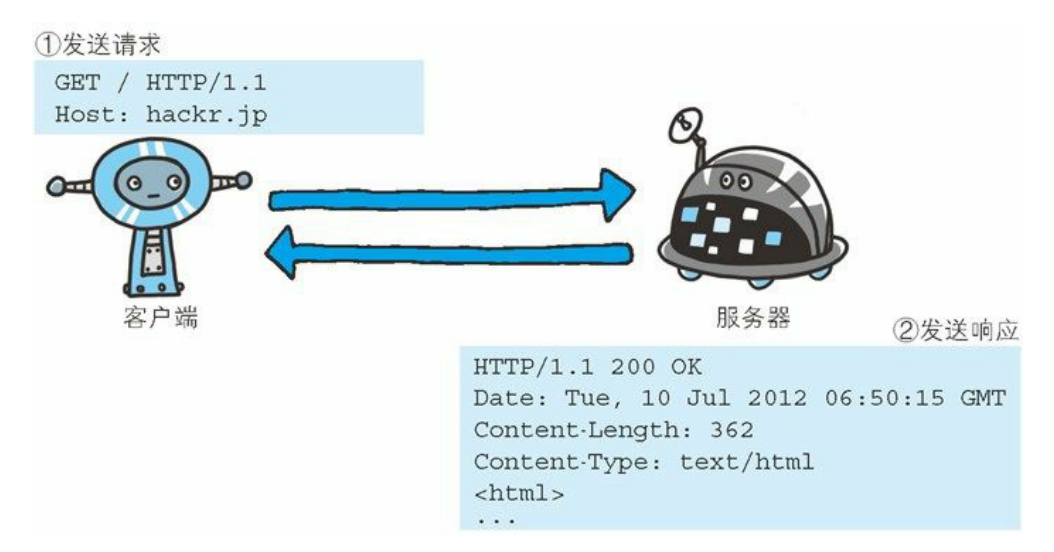 ①发送请求
GET / HTTP/1.1
Host: hackr.jp
客户端
服务器
②发送响应
HTTP/1.1 200 OK
Date: Tue, 10 Jul 2012 06:50:15 GMT
Content-Length: 362
Content-Type: text/html
<html>
...